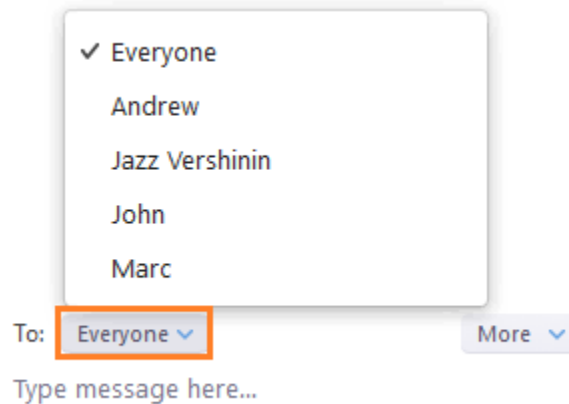 Everyone
Andrew
Jazz Vershinin
John
Marc
To: Everyone More
Type message here...